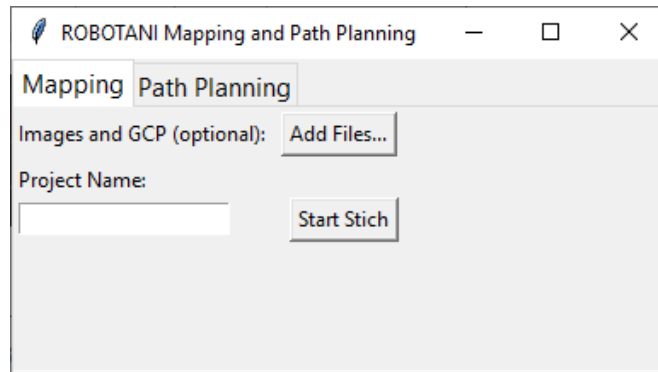 ROBOTANI Mapping and Path Planning
Mapping Path Planning
Images and GCP (optional): Add Files...
Project Name:
Start Stich